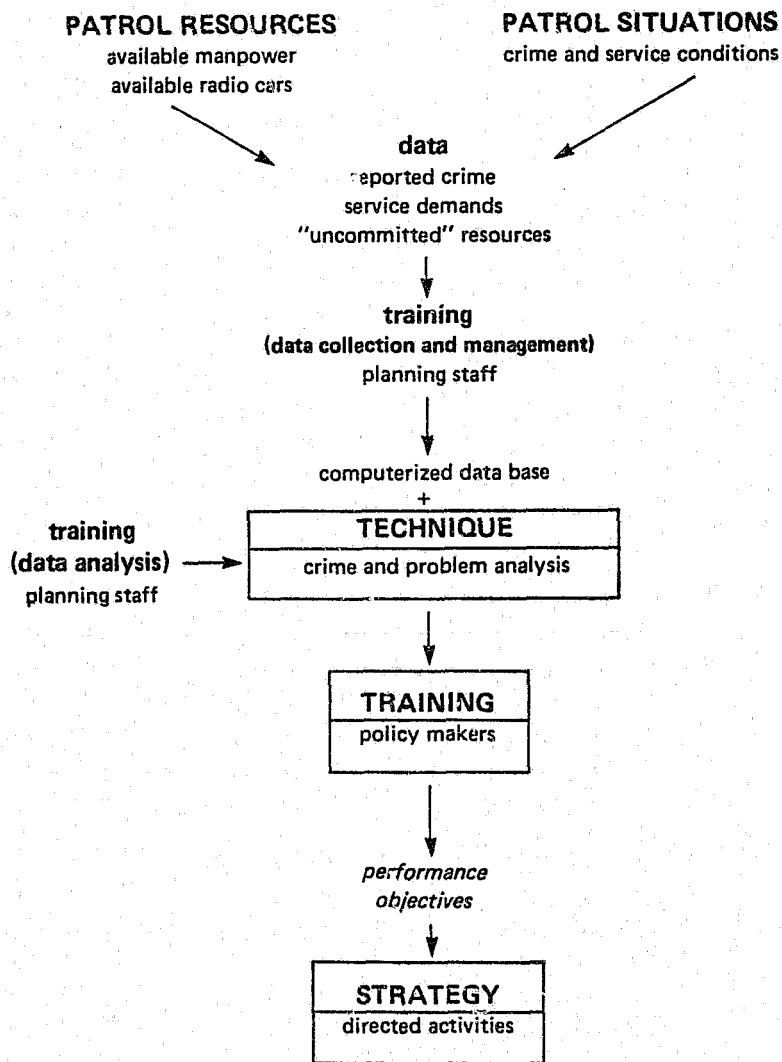 PATROL RESOURCES
available manpower
available radio cars
PATROL SITUATIONS
crime and service conditions
data
reported crime
service demands
"uncommitted" resources
training
(data collection and management)
planning staff
computerized data base
+
training
(data analysis)
planning staff
TECHNIQUE
crime and problem analysis
TRAINING
policy makers
performance
objectives
STRATEGY
directed activities